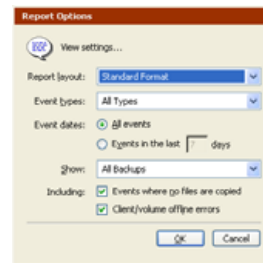 Report Options
View settings...
Report layout: Standard Format
Event types: All Types
Event dates: All events
Events in the last 7 days
Show: All Backups
Including: Events where no files are copied
Client/volume offline errors
OK Cancel